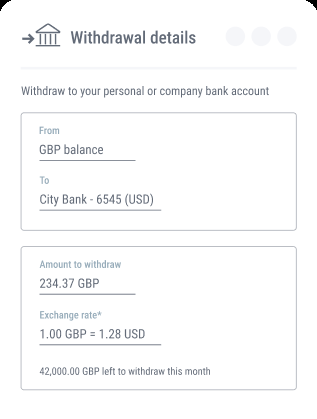 Withdrawal details
Withdraw to your personal or company bank account
From
GBP balance
To
City Bank - 6545 (USD)
Amount to withdraw
234.37 GBP
Exchange rate*
1.00 GBP = 1.28 USD
42,000.00 GBP left to withdraw this month